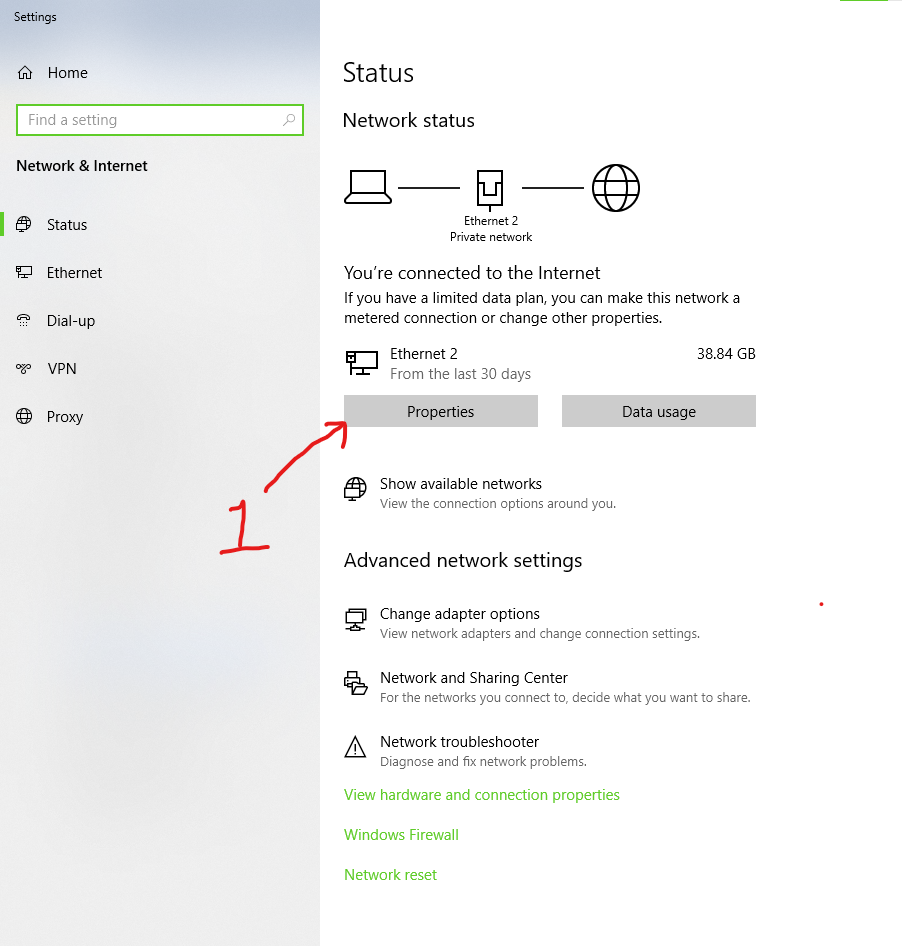 Settings
Home
Find a setting
Network & Internet
Status
Ethernet
Dial-up
VPN
Proxy
Status
Network status
Ethernet 2
Private network
You're connected to the Internet
If you have a limited data plan, you can make this network a
metered connection or change other properties.
Ethernet 2 38.84 GB
From the last 30 days
Properties Data usage
1
Show available networks
View the connection options around you.
Advanced network settings
Change adapter options
View network adapters and change connection settings.
Network and Sharing Center
For the networks you connect to, decide what you want to share.
Network troubleshooter
Diagnose and fix network problems.
View hardware and connection properties
Windows Firewall
Network reset